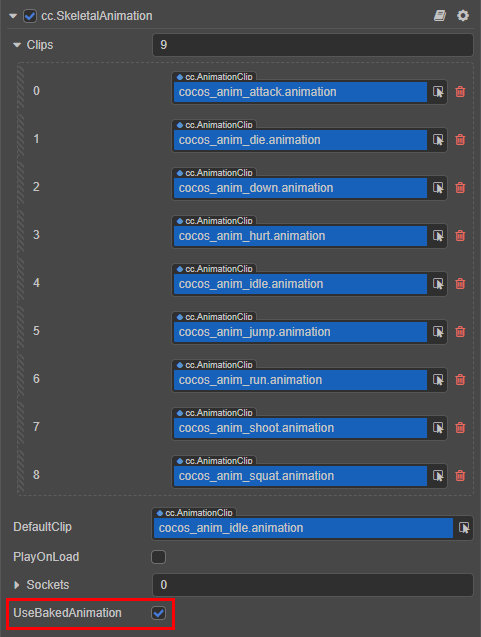 cc.SkeletalAnimation
Clips 9
cc.AnimationClip
0 cocos_anim_attack.animation
cc.AnimationClip
1 cocos_anim_die.animation
cc.AnimationClip
2 cocos_anim_down.animation
cc.AnimationClip
3 cocos_anim_hurt.animation
cc.AnimationClip
4 cocos_anim_idle.animation
cc.AnimationClip
5 cocos_anim_jump.animation
cc.AnimationClip
6 cocos_anim_run.animation
cc.AnimationClip
7 cocos_anim_shoot.animation
cc.AnimationClip
8 cocos_anim_squat.animation
cc.AnimationClip
DefaultClip cocos_anim_idle.animation
PlayOnLoad
Sockets 0
UseBakedAnimation